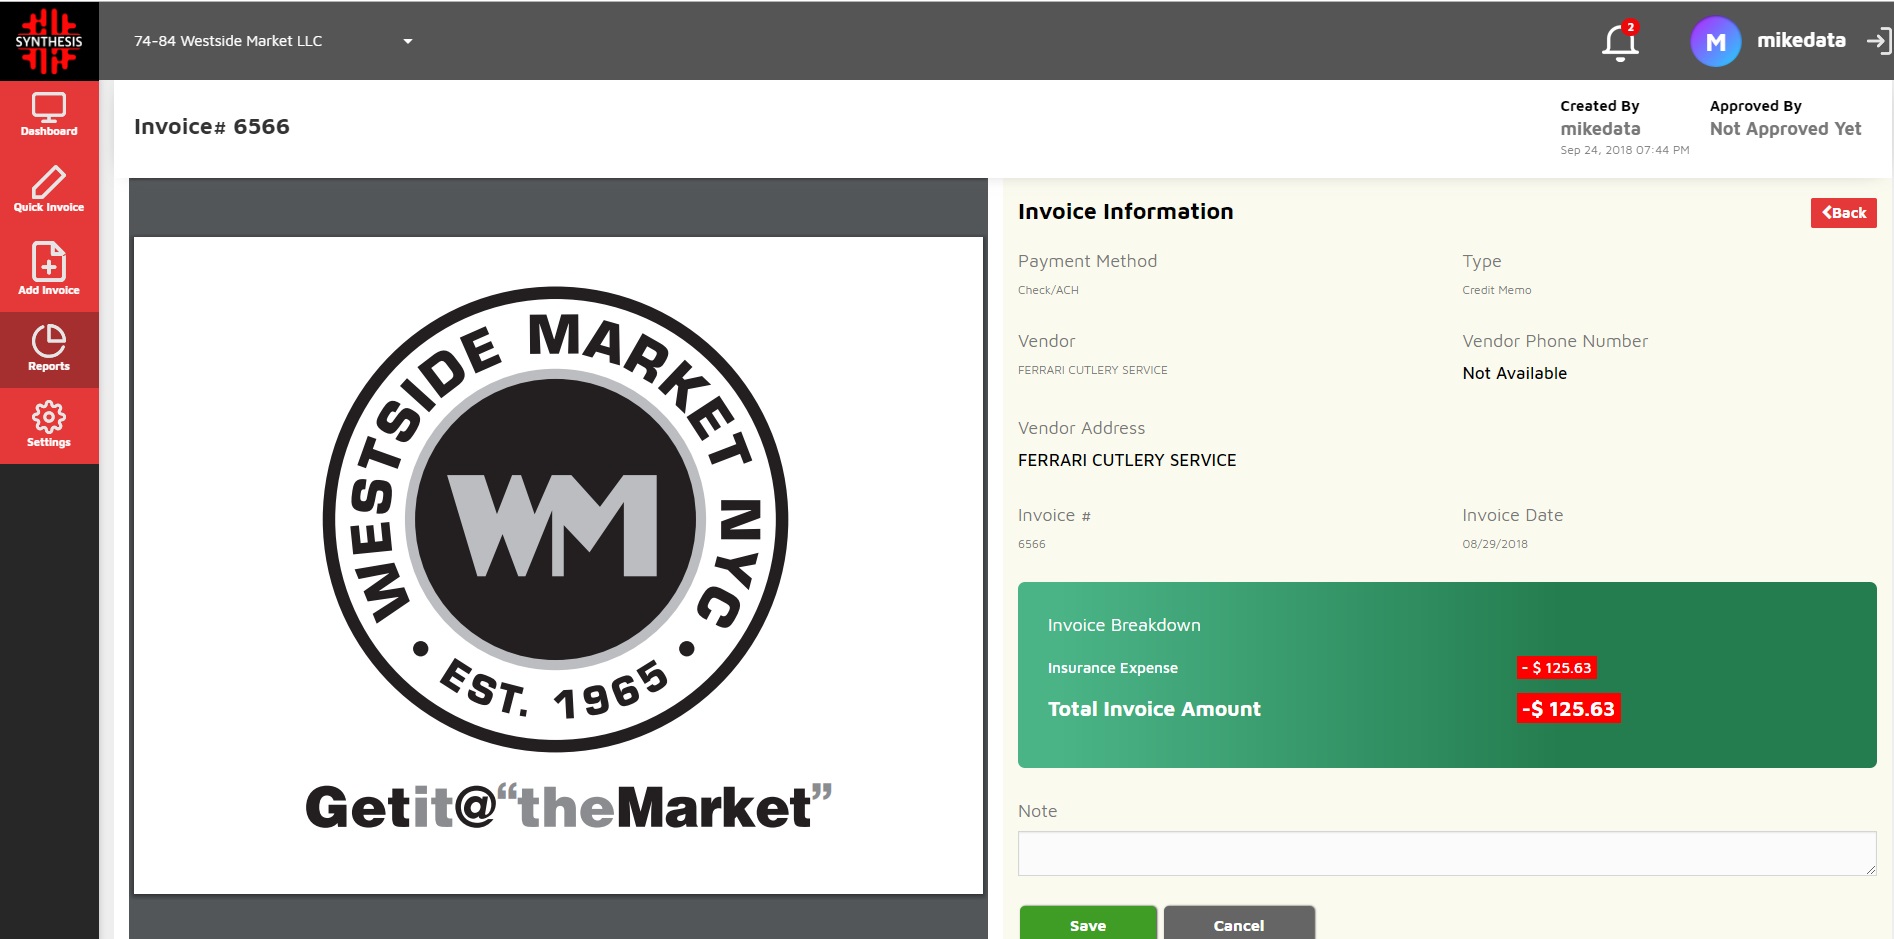 SYNTHESIS
74-84 Westside Market LLC
2
M
mikedata
Dashboard
Quick Invoice
Add Invoice
Reports
Settings
Invoice# 6566
Created By
mikedata
Sep 24, 2018 07:44 PM
Approved By
Not Approved Yet
WESTSIDE MARKET NYC
WM
• EST. 1965 •
Getit@“theMarket”
Invoice Information
Back
Payment Method
Check/ACH
Type
Credit Memo
Vendor
FERRARI CUTLERY SERVICE
Vendor Phone Number
Not Available
Vendor Address
FERRARI CUTLERY SERVICE
Invoice #
6566
Invoice Date
08/29/2018
Invoice Breakdown
Insurance Expense - $ 125.63
Total Invoice Amount -$ 125.63
Note
Save
Cancel